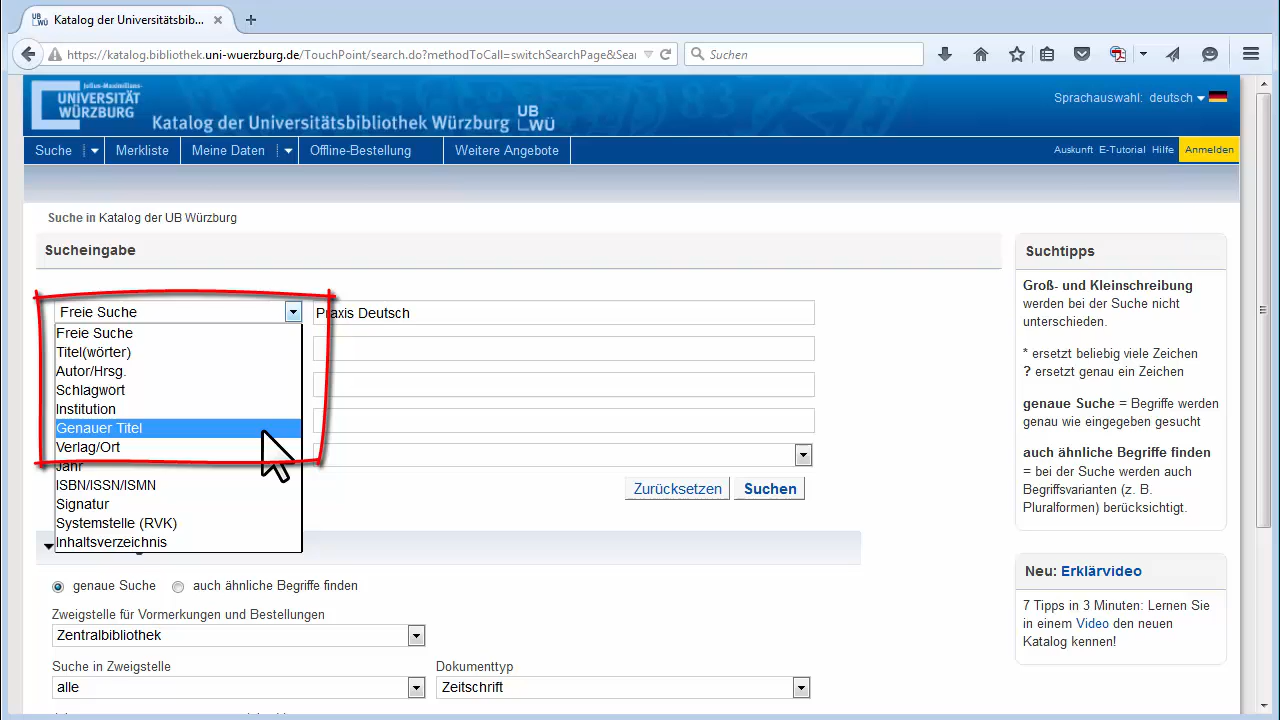 Katalog der Universitätsbib...
https://katalog.bibliothek.uni-wuerzburg.de/TouchPoint/search.do?methodToCall=switchSearchPage&Sear
Suchen
Julius-Maximilians-
UNIVERSITÄT
WÜRZBURG
Katalog der Universitätsbibliothek Würzburg
UB
WÜ
Sprachauswahl: deutsch
Suche
Merkliste
Meine Daten
Offline-Bestellung
Weitere Angebote
Auskunft E-Tutorial Hilfe
Anmelden
Suche in Katalog der UB Würzburg
Sucheingabe
Freie Suche
Praxis Deutsch
Freie Suche
Titel(wörter)
Autor/Hrsg.
Schlagwort
Institution
Genauer Titel
Verlag/Ort
Jahr
ISBN/ISSN/ISMN
Signatur
Systemstelle (RVK)
Inhaltsverzeichnis
Zurücksetzen
Suchen
genaue Suche
auch ähnliche Begriffe finden
Zweigstelle für Vormerkungen und Bestellungen
Zentralbibliothek
Suche in Zweigstelle
Dokumenttyp
alle
Zeitschrift
Suchtipps
Groß- und Kleinschreibung
werden bei der Suche nicht
unterschieden.
* ersetzt beliebig viele Zeichen
? ersetzt genau ein Zeichen
genaue Suche = Begriffe werden
genau wie eingegeben gesucht
auch ähnliche Begriffe finden
= bei der Suche werden auch
Begriffsvarianten (z. B.
Pluralformen) berücksichtigt.
Neu: Erklärvideo
7 Tipps in 3 Minuten: Lernen Sie
in einem Video den neuen
Katalog kennen!